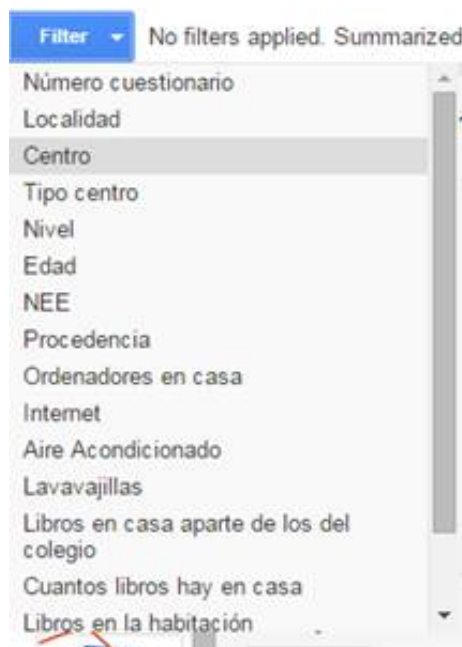 Filter No filters applied. Summarized
Número cuestionario
Localidad
Centro
Tipo centro
Nivel
Edad
NEE
Procedencia
Ordenadores en casa
Internet
Aire Acondicionado
Lavavajillas
Libros en casa aparte de los del
colegio
Cuantos libros hay en casa
Libros en la habitación